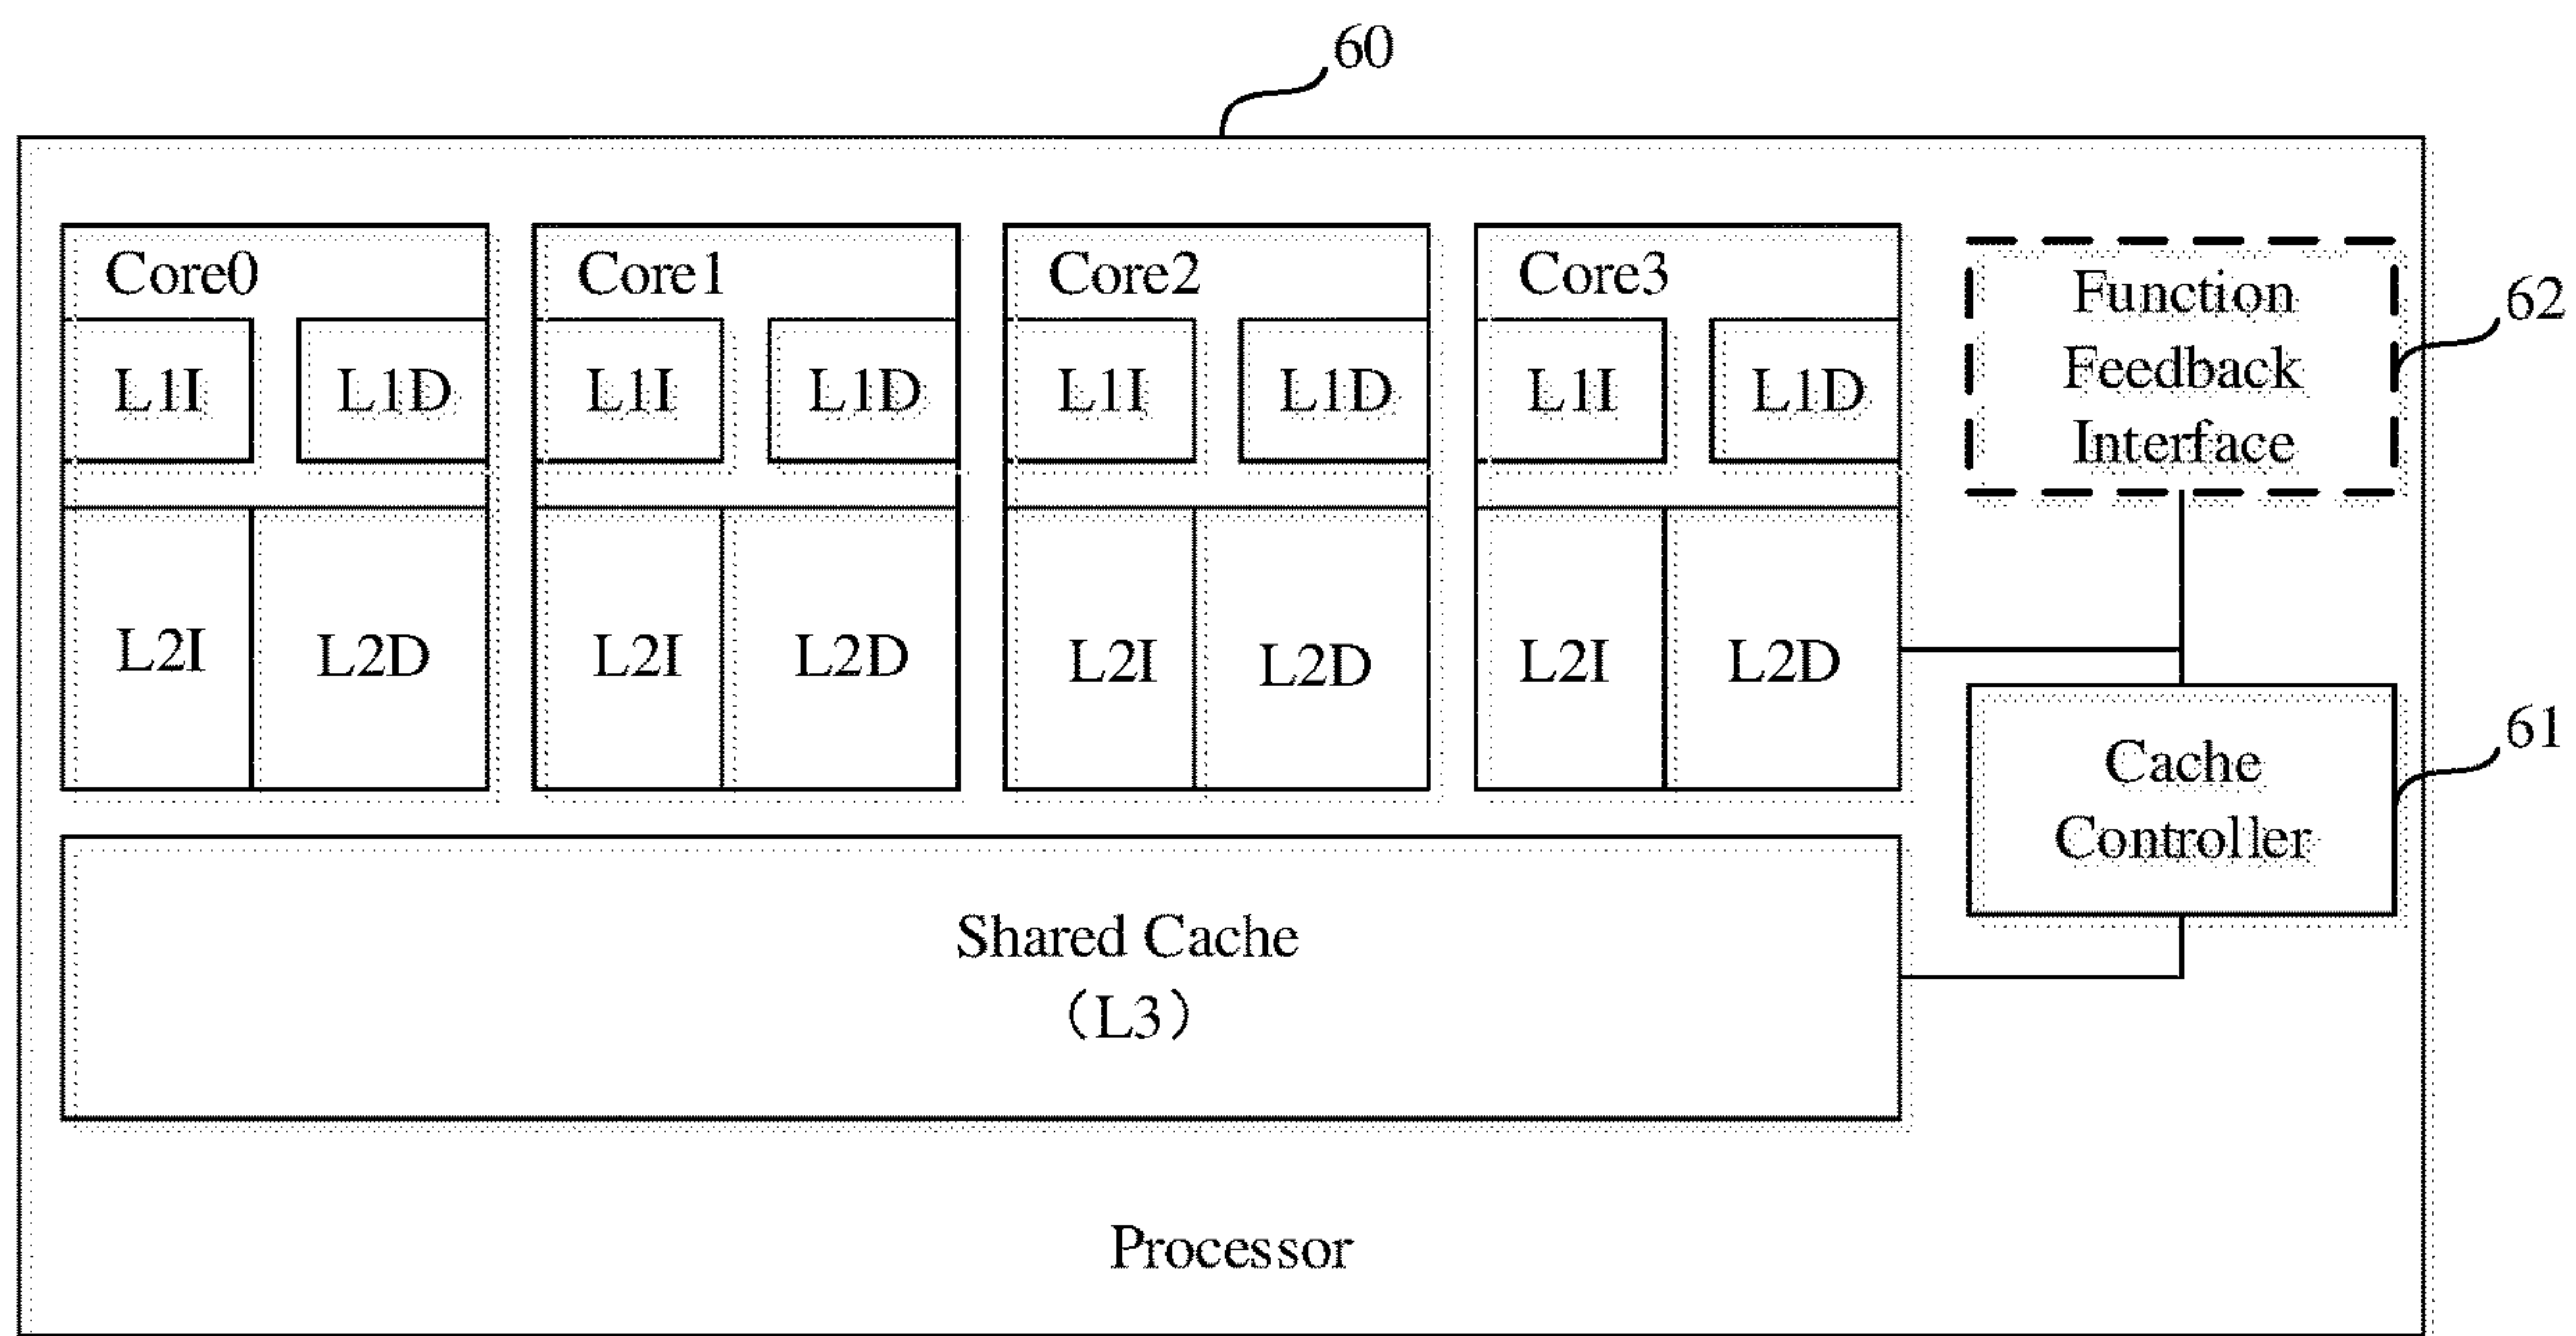 60
Core0
Core1
Core2
Core3
L1I
L1D
L1I
L1D
L1I
L1D
L1I
L1D
Function
Feedback
Interface
62
L2I
L2D
L2I
L2D
L2I
L2D
L2I
L2D
Cache
Controller
61
Shared Cache
（L3）
Processor